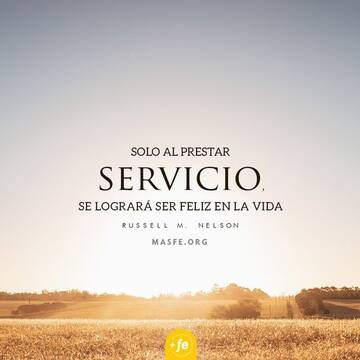 SOLO AL PRESTAR
SERVICIO,
SE LOGRARÁ SER FELIZ EN LA VIDA
RUSSELL M. NELSON
MASFE.ORG
+fe